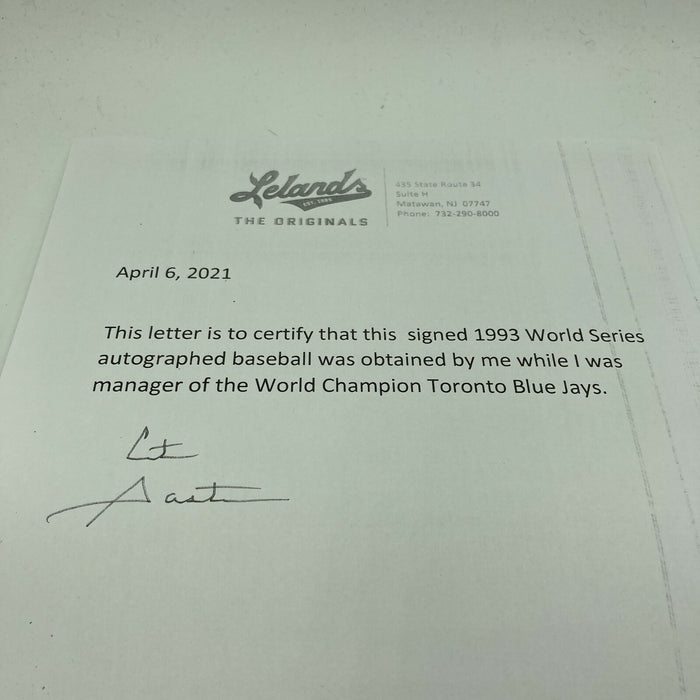 Lelands
EST. 1985
THE ORIGINALS
435 State Route 34
Suite H
Matawan, NJ 07747
Phone: 732-290-8000
April 6, 2021
This letter is to certify that this signed 1993 World Series
autographed baseball was obtained by me while I was
manager of the World Champion Toronto Blue Jays.